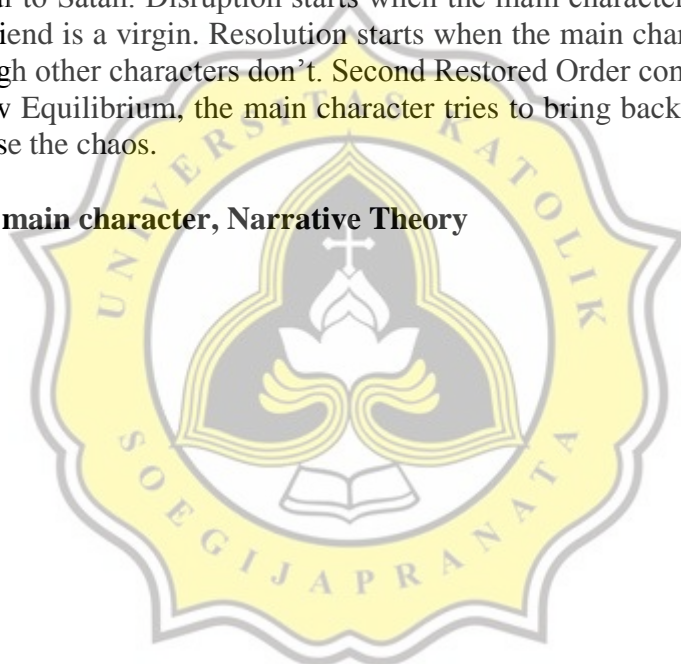 to Satan. Disruption starts when the main character
iend is a virgin. Resolution starts when the main char
gh other characters don't. Second Restored Order con
w Equilibrium, the main character tries to bring back
se the chaos.
main character, Narrative Theory
UNIVERSITAS KATOLIK
SOEGIJAPRANATA